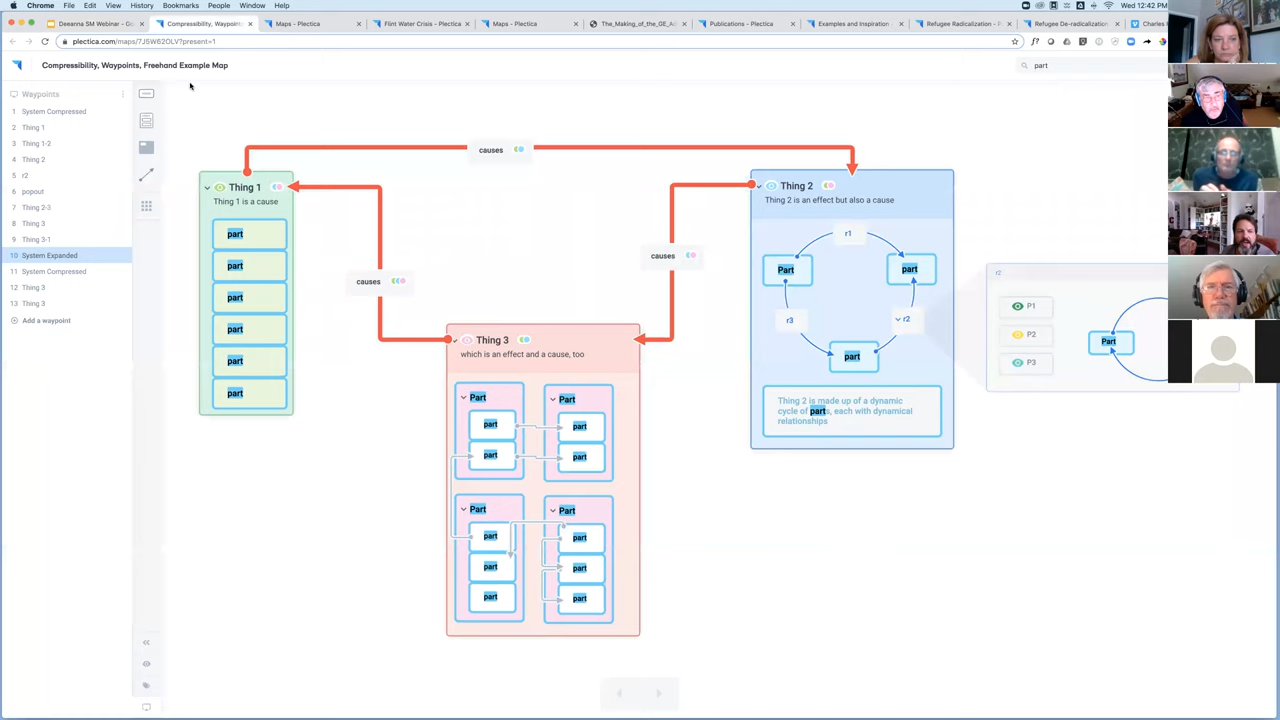 Chrome File Edit View History Bookmarks People Window Help
Wed 12:42 PM
Deeanna SM Webinar - Goo
Compressibility, Waypoints,
Maps - Plectica
Flint Water Crisis - Plectica
Maps - Plectica
The_Making_of_the_GE_Ad
Publications - Plectica
Examples and Inspiration
Refugee Radicalization - P
Refugee De-radicalization
Charles
plectica.com/maps/7J5W62OLV?present=1
Compressibility, Waypoints, Freehand Example Map
part
Waypoints
1 System Compressed
2 Thing 1
3 Thing 1-2
4 Thing 2
5 r2
6 popout
7 Thing 2-3
8 Thing 3
9 Thing 3-1
10 System Expanded
11 System Compressed
12 Thing 3
13 Thing 3
Add a waypoint
causes
Thing 1
Thing 1 is a cause
part
part
part
part
part
part
causes
causes
Thing 2
Thing 2 is an effect but also a cause
r1
Part
part
r3
r2
part
Thing 2 is made up of a dynamic
cycle of parts, each with dynamical
relationships
r2
P1
P2
P3
Part
Thing 3
which is an effect and a cause, too
Part
part
part
Part
part
part
Part
part
part
part
Part
part
part
part